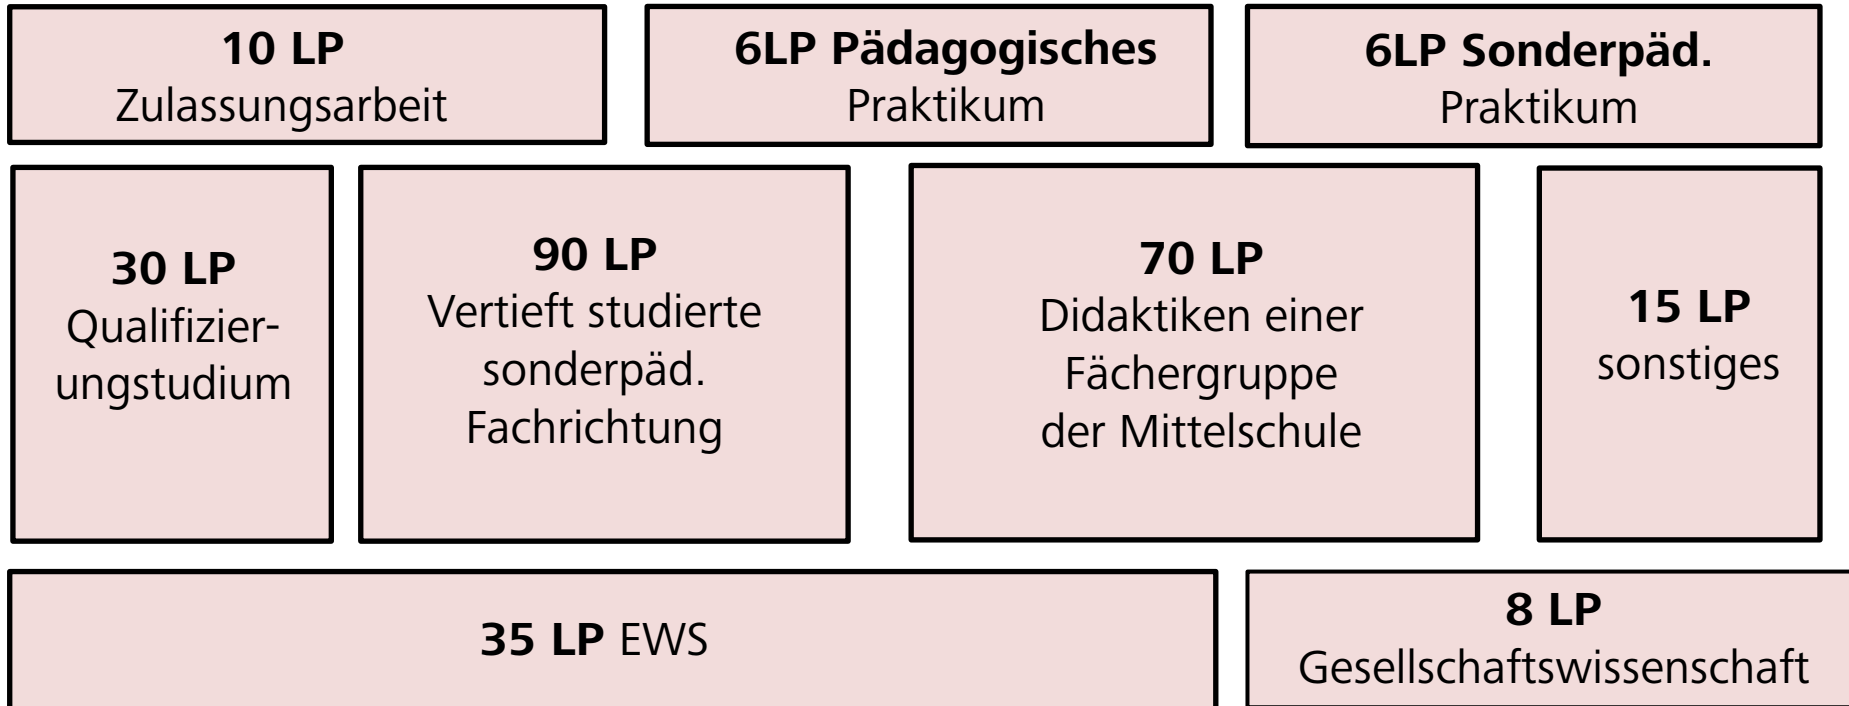 10 LP
Zulassungsarbeit
6LP Pädagogisches
Praktikum
6LP Sonderpäd.
Praktikum
30 LP
Qualifizier-
ungstudium
90 LP
Vertieft studierte
sonderpäd.
Fachrichtung
70 LP
Didaktiken einer
Fächergruppe
der Mittelschule
15 LP
sonstiges
35 LP EWS
8 LP
Gesellschaftswissenschaft